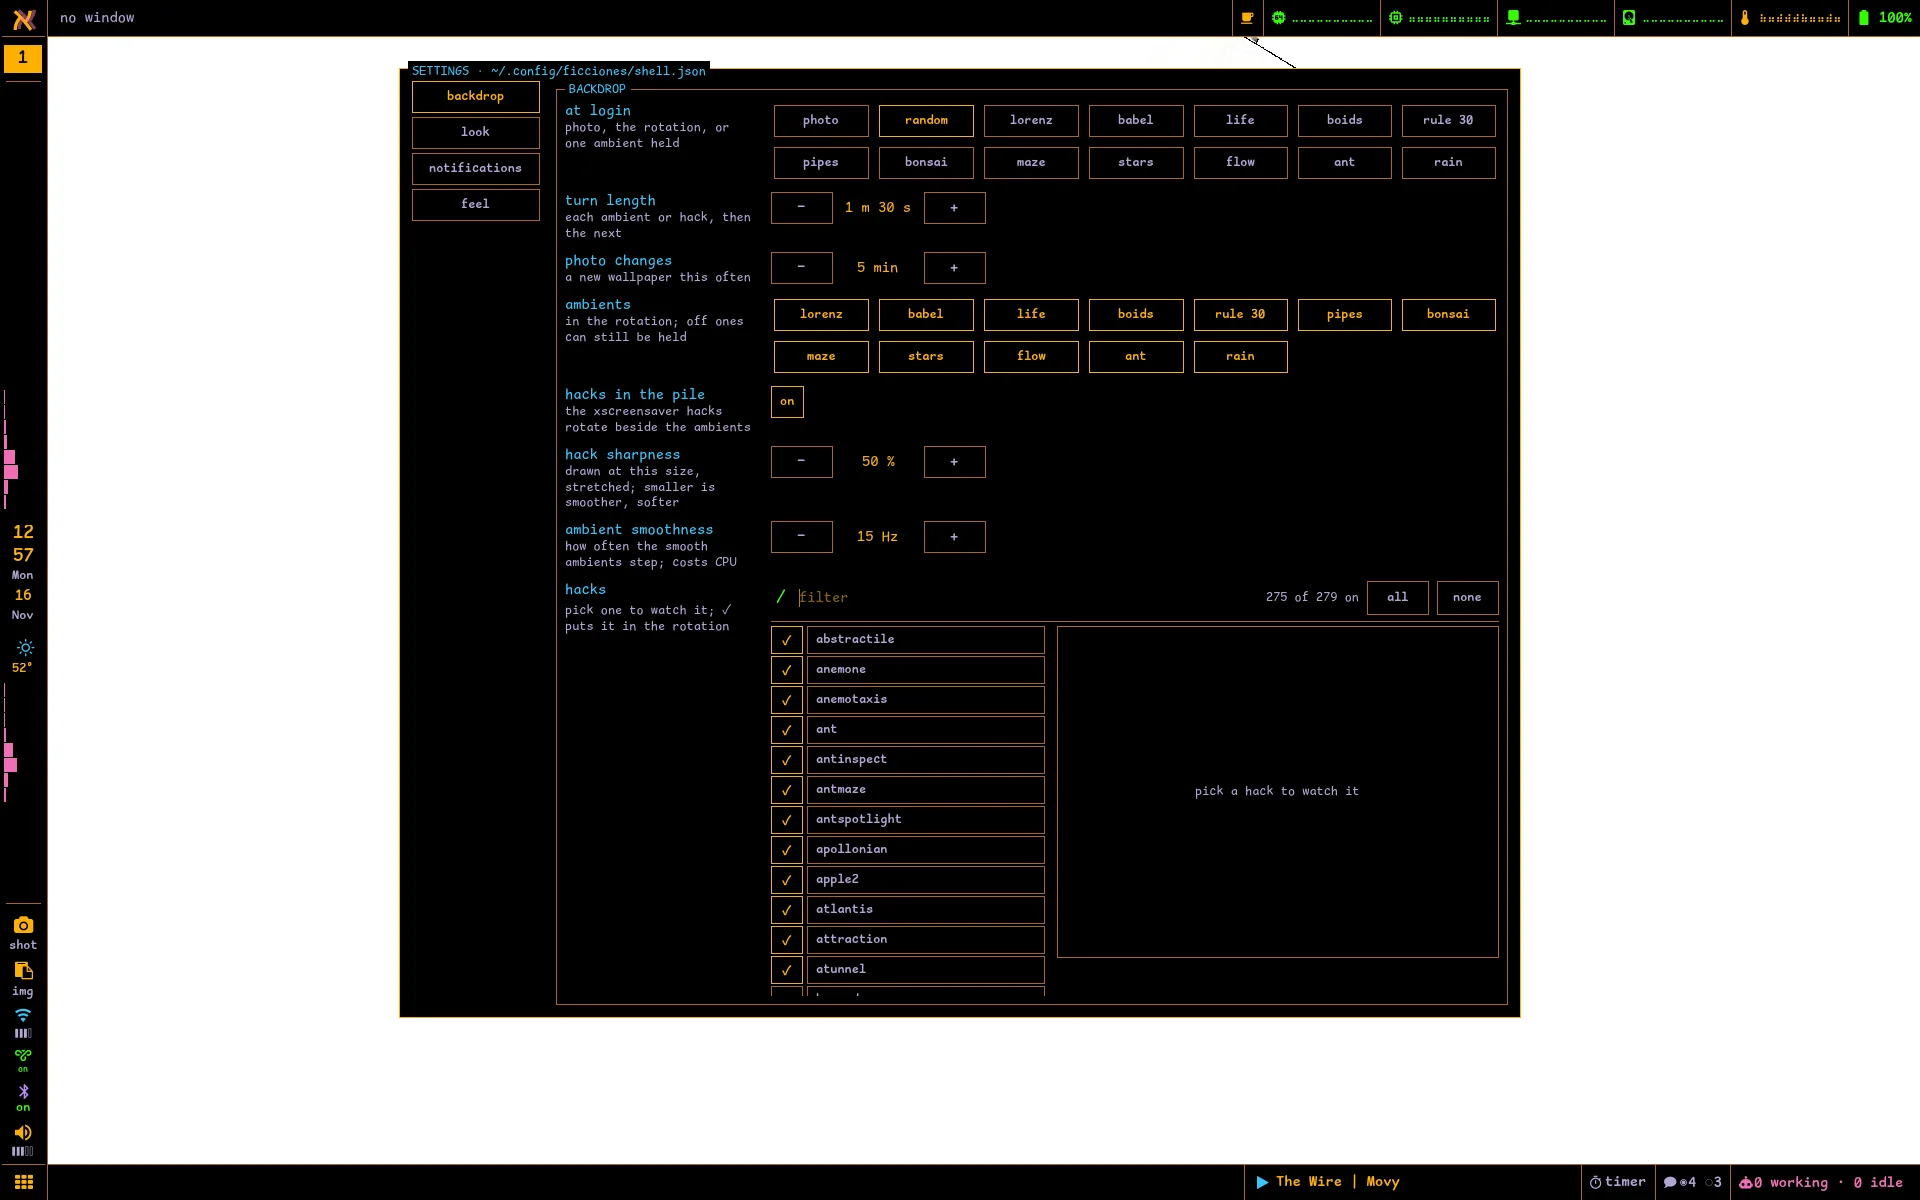 no window
100%
1
SETTINGS · ~/.config/ficciones/shell.json
backdrop
look
notifications
feel
BACKDROP
at login
photo, the rotation, or
one ambient held
photo random lorenz babel life boids rule 30
pipes bonsai maze stars flow ant rain
turn length
each ambient or hack, then
the next
− 1 m 30 s +
photo changes
a new wallpaper this often
− 5 min +
ambients
in the rotation; off ones
can still be held
lorenz babel life boids rule 30 pipes bonsai
maze stars flow ant rain
hacks in the pile
the xscreensaver hacks
rotate beside the ambients
on
hack sharpness
drawn at this size,
stretched; smaller is
smoother, softer
− 50 % +
ambient smoothness
how often the smooth
ambients step; costs CPU
− 15 Hz +
hacks
pick one to watch it; ✓
puts it in the rotation
/ filter
275 of 279 on all none
✓ abstractile
✓ anemone
✓ anemotaxis
✓ ant
✓ antinspect
✓ antmaze
✓ antspotlight
✓ apollonian
✓ apple2
✓ atlantis
✓ attraction
✓ atunnel
pick a hack to watch it
12
57
Mon
16
Nov
52°
shot
img
on
on
The Wire | Movy
timer
4 3
0 working · 0 idle